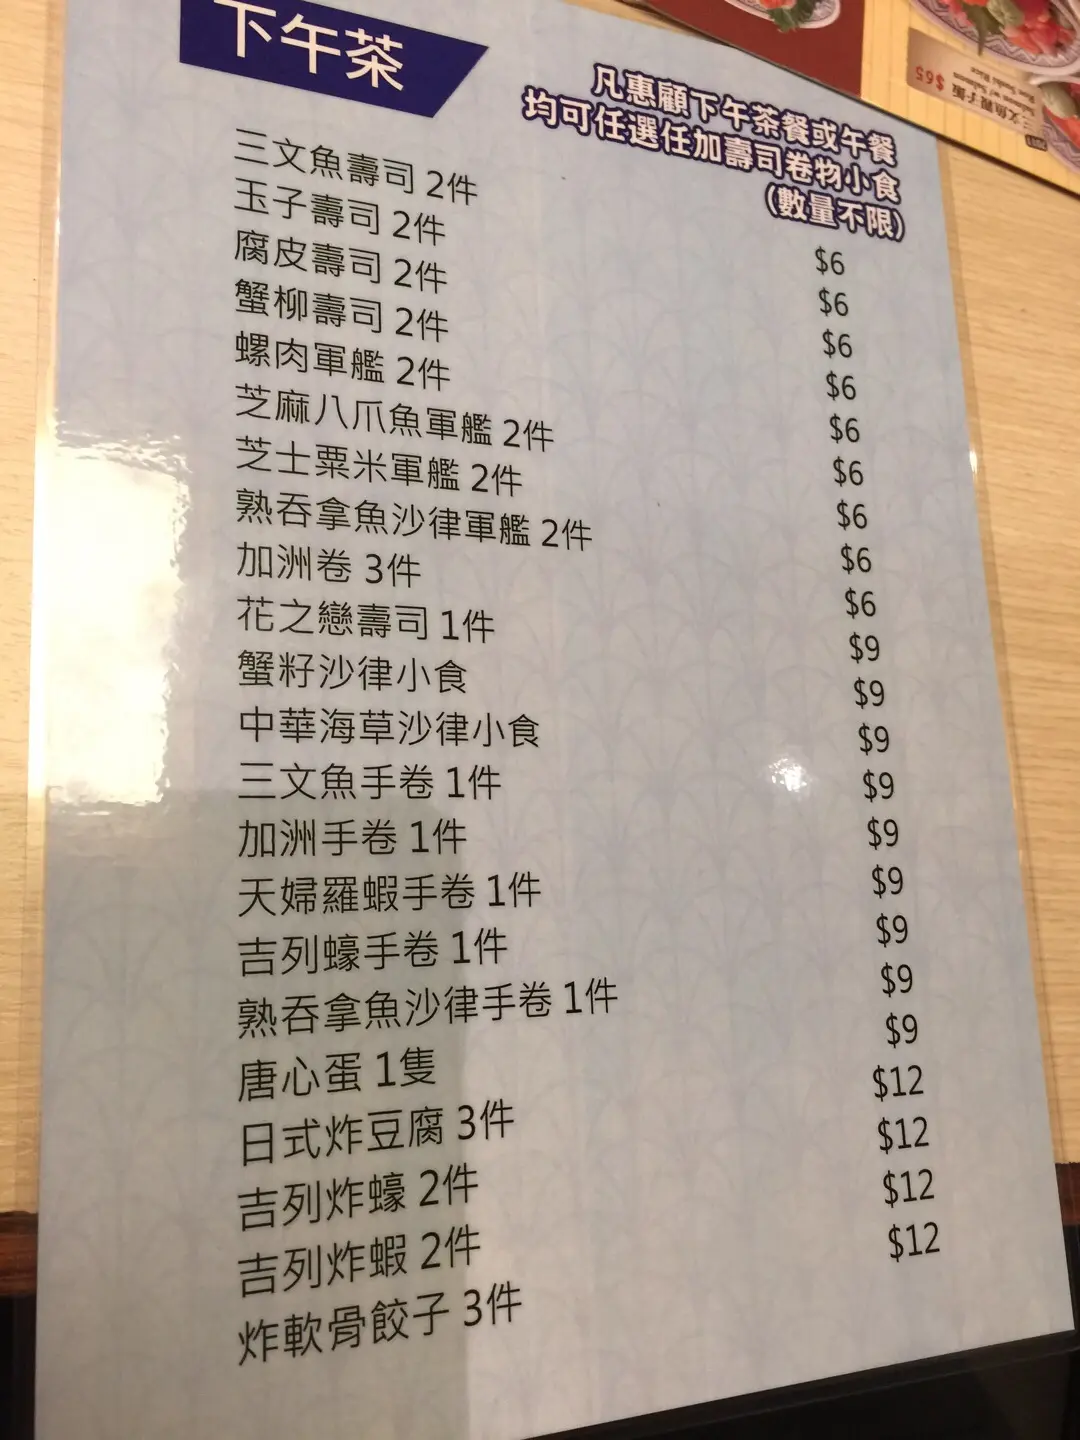 下午茶
凡惠顧下午茶餐或午餐
均可任選任加壽司卷物小食
(數量不限)
三文魚壽司 2件 $6
玉子壽司 2件 $6
腐皮壽司 2件 $6
蟹柳壽司 2件 $6
螺肉軍艦 2件 $6
芝麻八爪魚軍艦 2件 $6
芝士粟米軍艦 2件 $6
熟吞拿魚沙律軍艦 2件 $6
加洲卷 3件 $6
花之戀壽司 1件 $9
蟹籽沙律小食 $9
中華海草沙律小食 $9
三文魚手卷 1件 $9
加洲手卷 1件 $9
天婦羅蝦手卷 1件 $9
吉列蠔手卷 1件 $9
熟吞拿魚沙律手卷 1件 $9
唐心蛋 1隻 $9
日式炸豆腐 3件 $12
吉列炸蠔 2件 $12
吉列炸蝦 2件 $12
炸軟骨餃子 3件 $12
文魚親子飯 $65